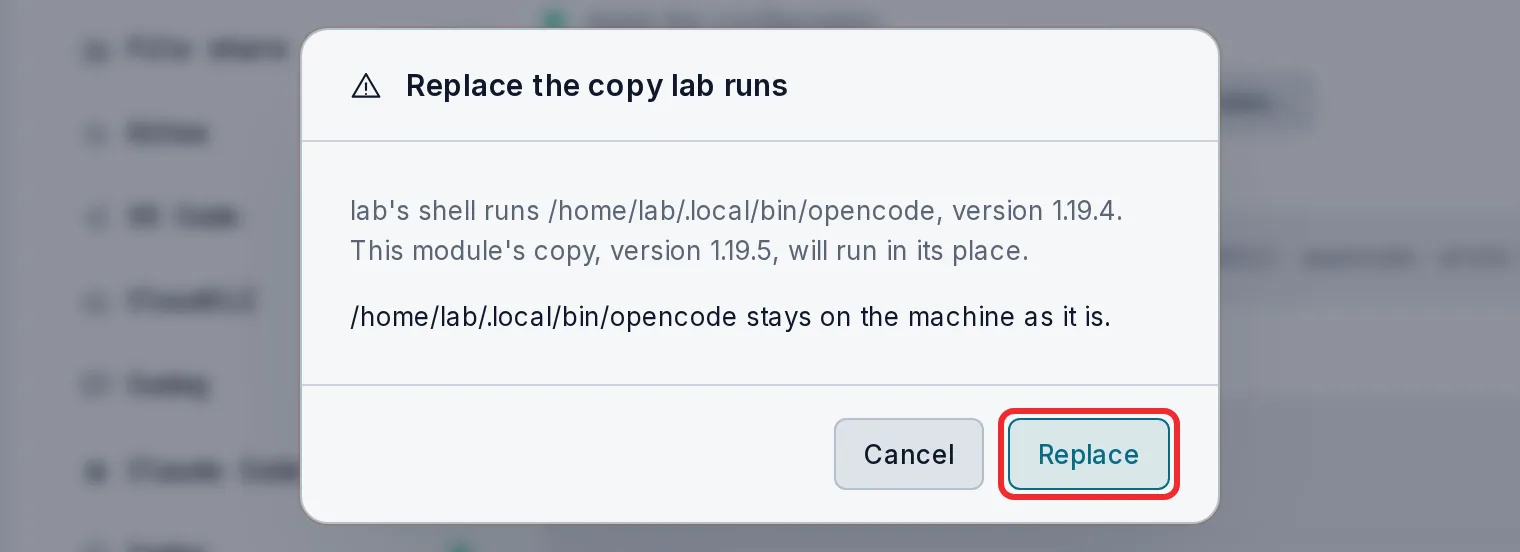 Replace the copy lab runs
lab's shell runs /home/lab/.local/bin/opencode, version 1.19.4.
This module's copy, version 1.19.5, will run in its place.
/home/lab/.local/bin/opencode stays on the machine as it is.
Cancel
Replace